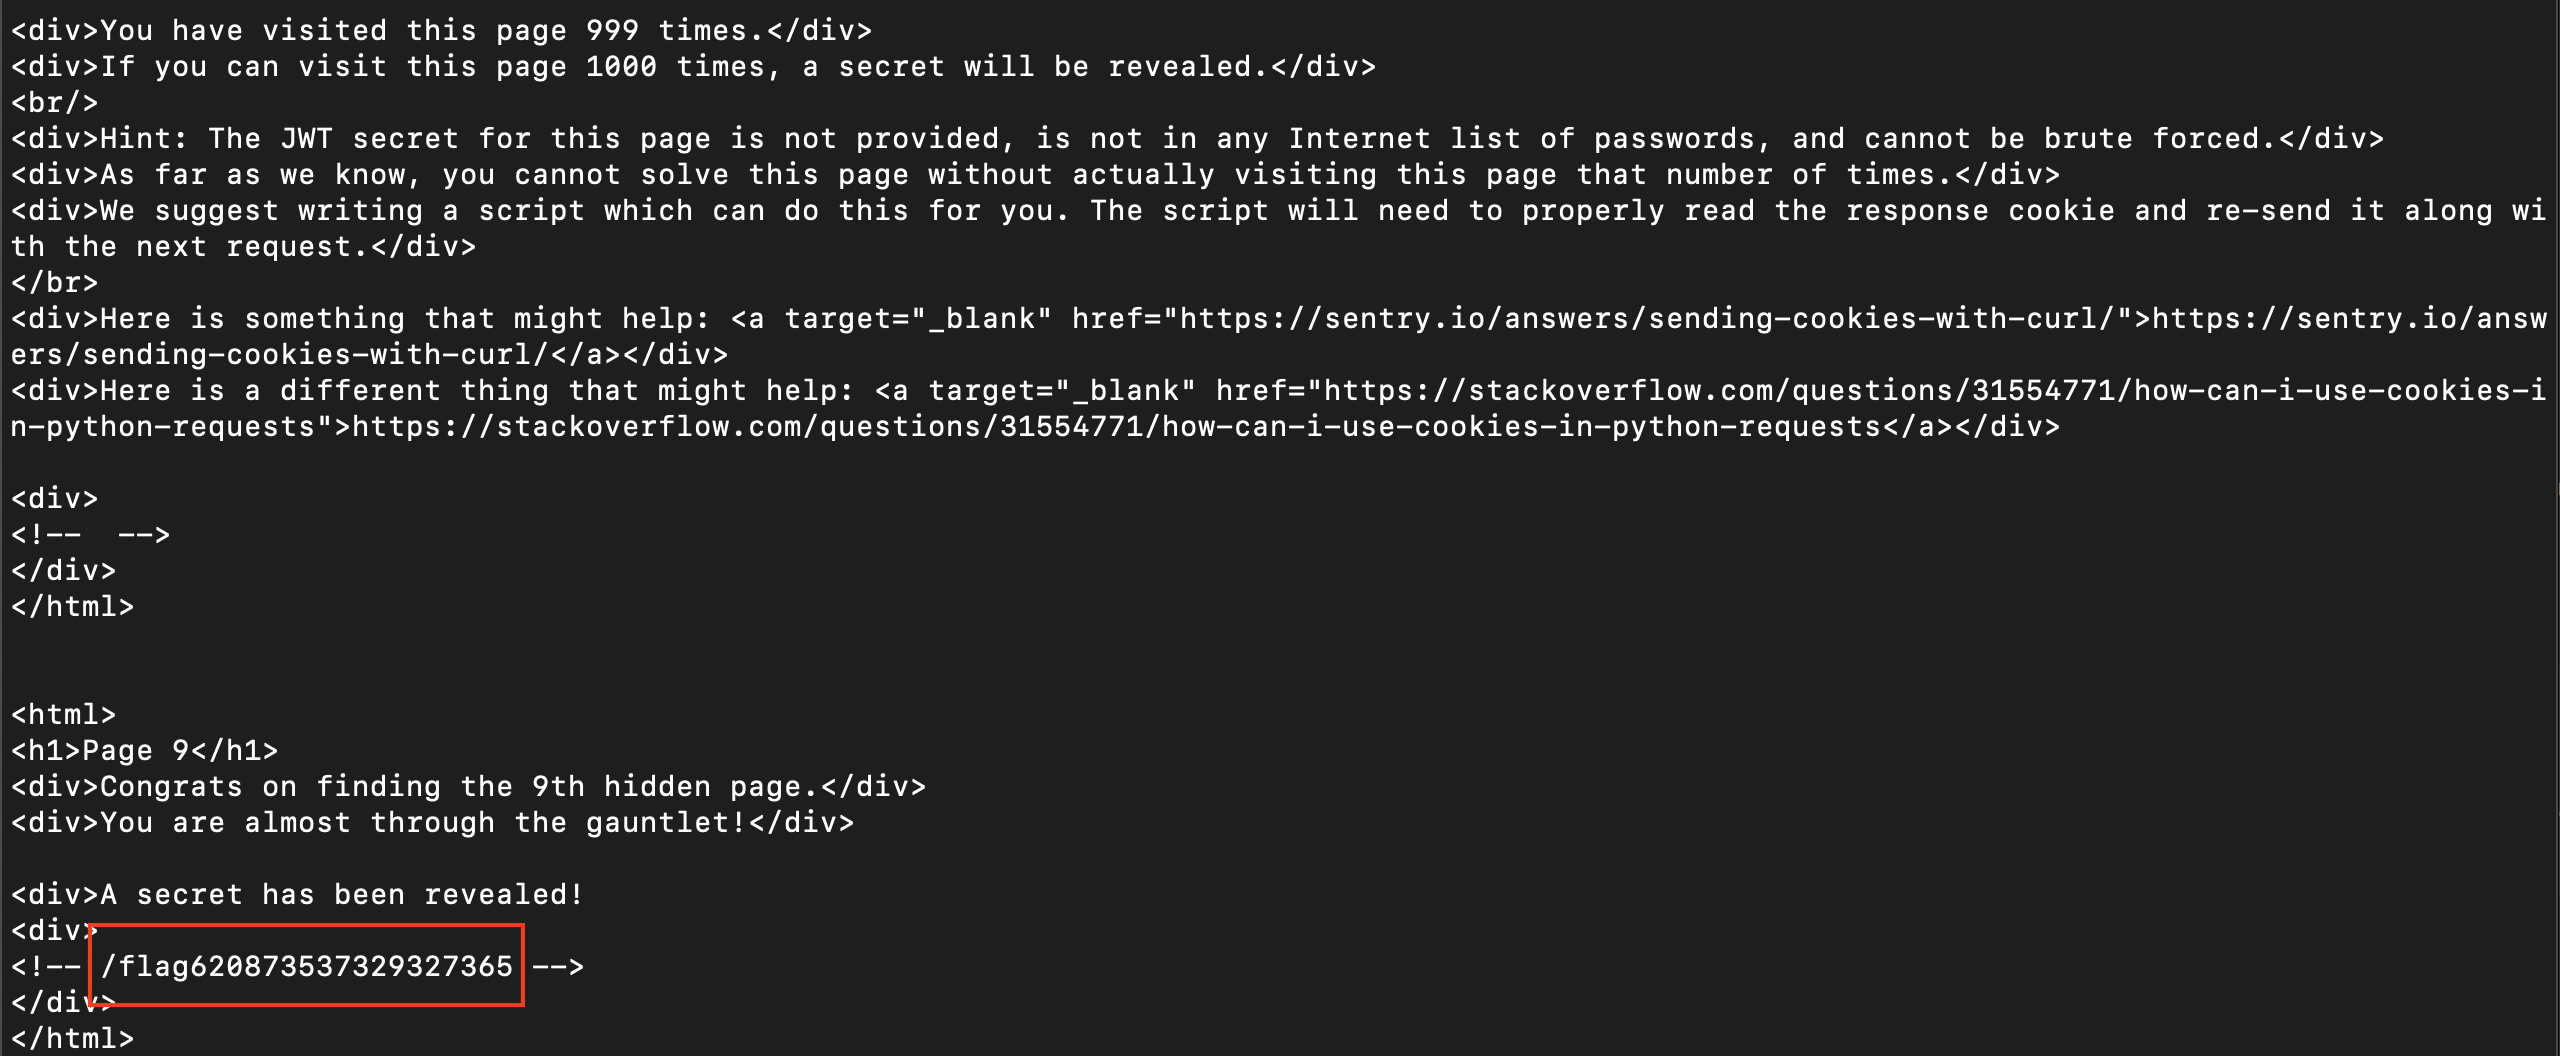 <div>You have visited this page 999 times.</div>
<div>If you can visit this page 1000 times, a secret will be revealed.</div>
<br/>
<div>Hint: The JWT secret for this page is not provided, is not in any Internet list of passwords, and cannot be brute forced.</div>
<div>As far as we know, you cannot solve this page without actually visiting this page that number of times.</div>
<div>We suggest writing a script which can do this for you. The script will need to properly read the response cookie and re-send it along wi
th the next request.</div>
</br>
<div>Here is something that might help: <a target="_blank" href="https://sentry.io/answers/sending-cookies-with-curl/">https://sentry.io/answ
ers/sending-cookies-with-curl/</a></div>
<div>Here is a different thing that might help: <a target="_blank" href="https://stackoverflow.com/questions/31554771/how-can-i-use-cookies-i
n-python-requests">https://stackoverflow.com/questions/31554771/how-can-i-use-cookies-in-python-requests</a></div>
<div>
<!--  -->
</div>
</html>
<html>
<h1>Page 9</h1>
<div>Congrats on finding the 9th hidden page.</div>
<div>You are almost through the gauntlet!</div>
<div>A secret has been revealed!
<div>
<!-- /flag620873537329327365 -->
</div>
</html>